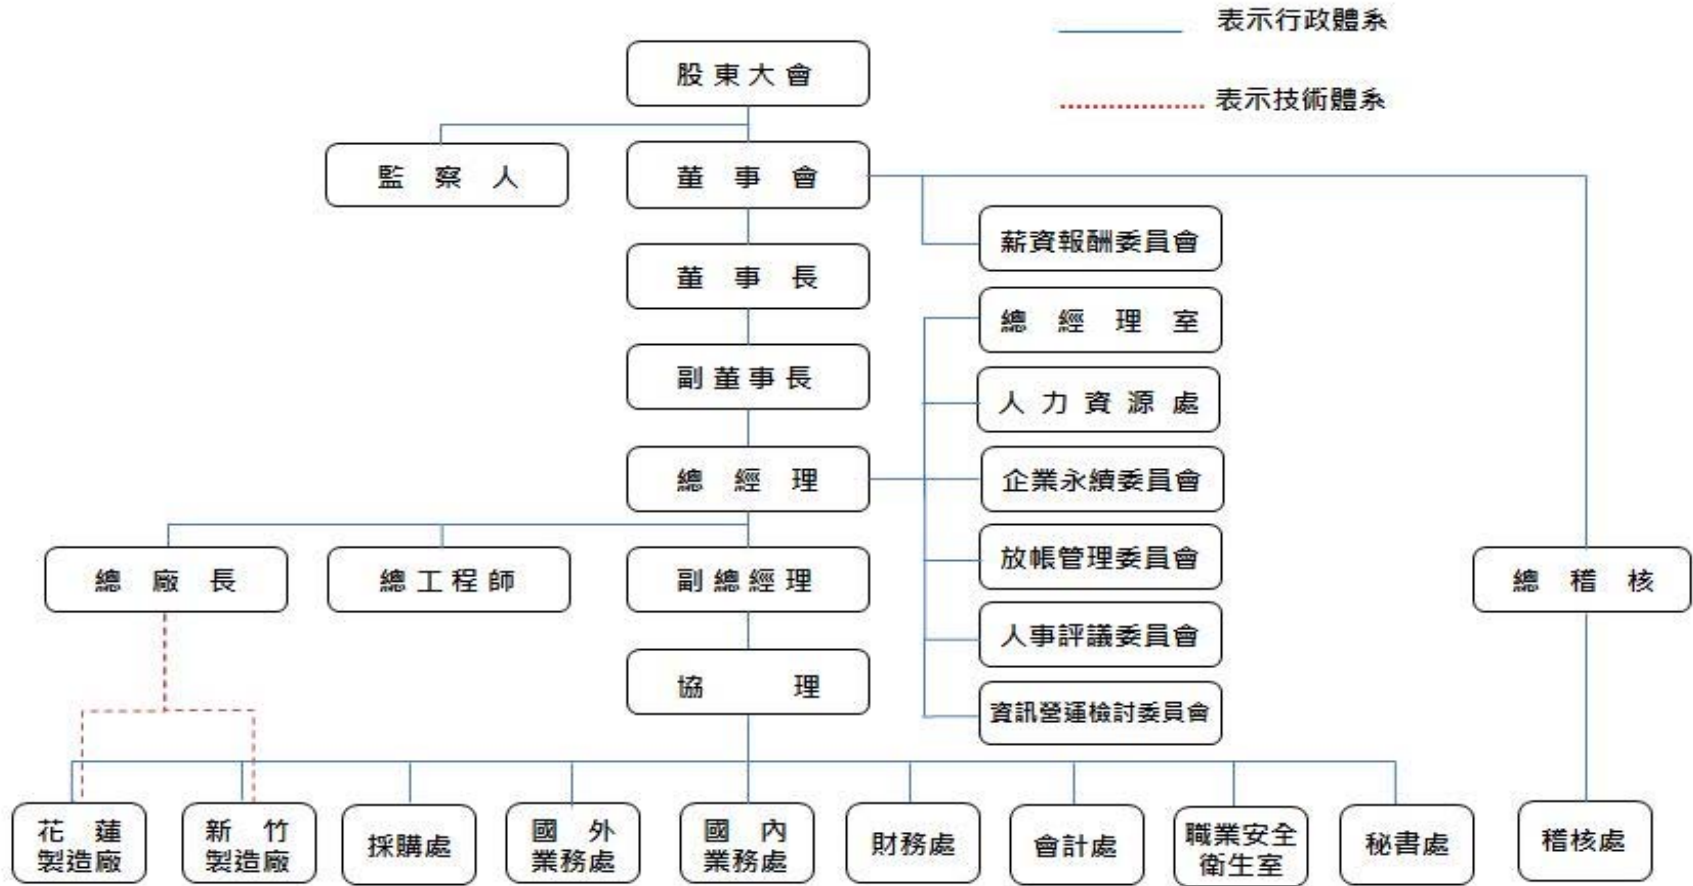 表示行政體系
股東大會
表示技術體系
監察人
董事會
薪資報酬委員會
董事長
總經理室
副董事長
人力資源處
總經理
企業永續委員會
放帳管理委員會
總廠長
總工程師
副總經理
總稽核
人事評議委員會
協理
資訊營運檢討委員會
花蓮
製造廠
新竹
製造廠
採購處
國外
業務處
國內
業務處
財務處
會計處
職業安全
衛生室
秘書處
稽核處